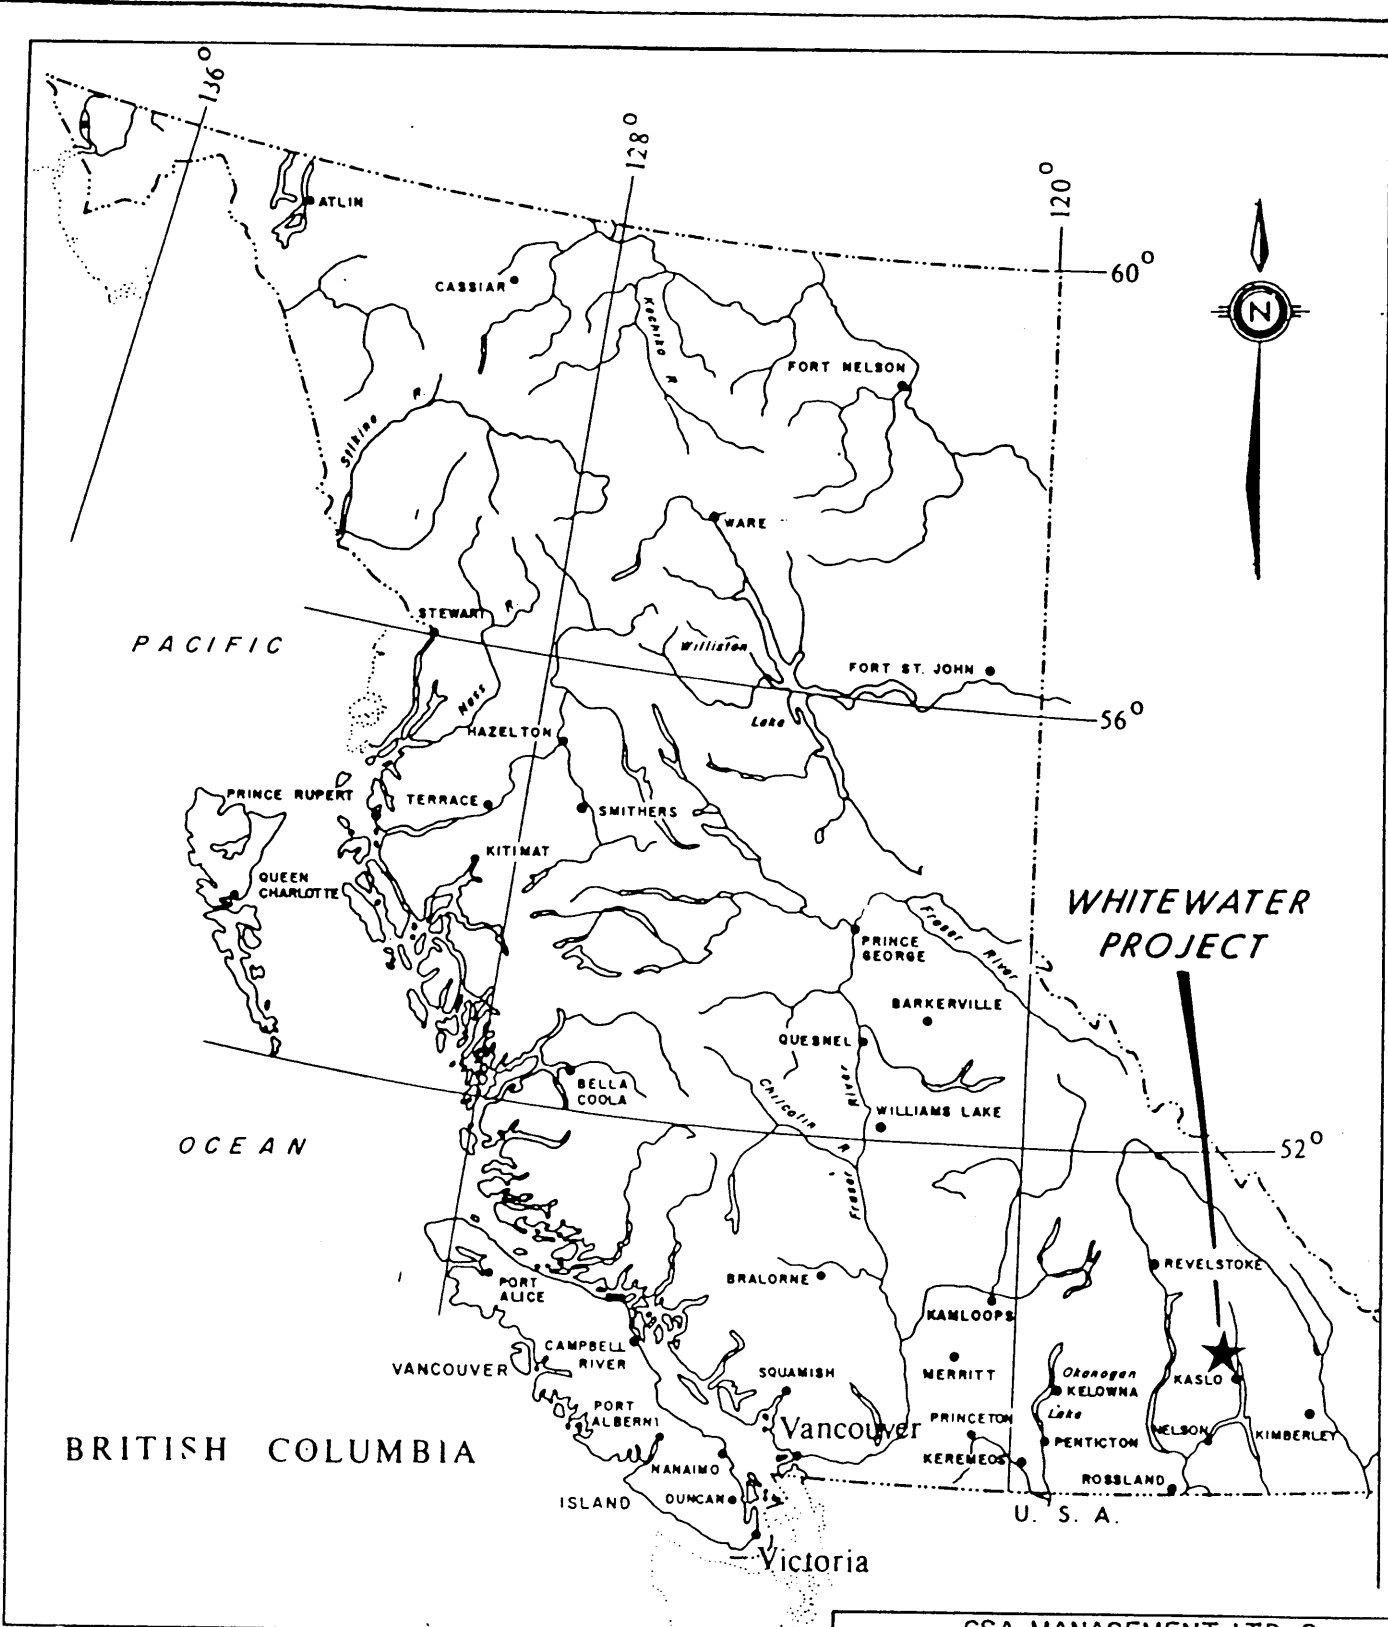 136°
128°
120°
ATLIN
60°
CASSIAR
Kechika R
N
FORT NELSON
Stikine R.
WARE
STEWART
R.
PACIFIC
Williston
FORT ST. JOHN
Nass
56°
Lake
HAZELTON
PRINCE RUPERT
TERRACE
SMITHERS
KITIMAT
QUEEN
CHARLOTTE
WHITEWATER
PROJECT
Fraser River
PRINCE
GEORGE
BARKERVILLE
QUESNEL
BELLA
COOLA
Chilcotin R.
River
WILLIAMS LAKE
OCEAN
52°
Fraser
REVELSTOKE
BRALORNE
PORT
ALICE
KAMLOOPS
CAMPBELL
RIVER
VANCOUVER
SQUAMISH
MERRITT
Okanogan
KASLO
KELOWNA
PORT
ALBERNI
Vancouver
PRINCETON
Lake
NELSON
KIMBERLEY
BRITISH COLUMBIA
KEREMEOS
PENTICTON
NANAIMO
ROSSLAND
ISLAND
DUNCAN
U. S. A.
Victoria